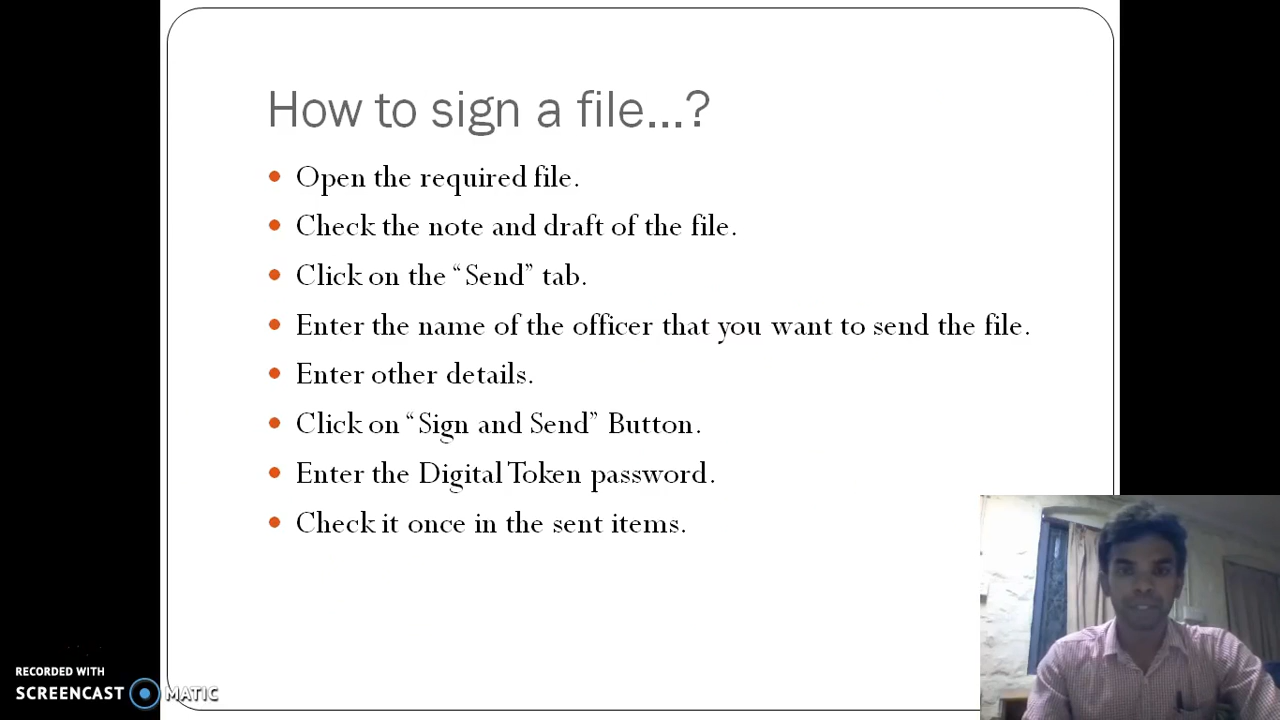 How to sign a file...?
Open the required file.
Check the note and draft of the file.
Click on the “Send” tab.
Enter the name of the officer that you want to send the file.
Enter other details.
Click on “Sign and Send” Button.
Enter the Digital Token password.
Check it once in the sent items.
RECORDED WITH
SCREENCAST MATIC